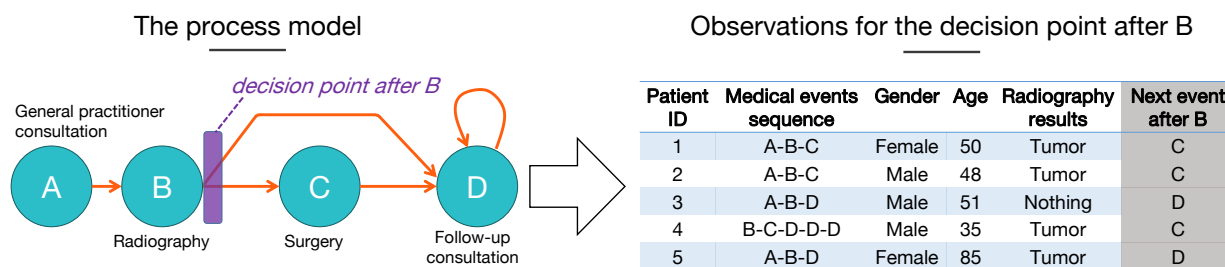 The process model
decision point after B
General practitioner
consultation
A
B
C
D
Radiography
Surgery
Follow-up
consultation
Observations for the decision point after B
Patient ID Medical events sequence Gender Age Radiography results Next event after B
1 A-B-C Female 50 Tumor C
2 A-B-C Male 48 Tumor C
3 A-B-D Male 51 Nothing D
4 B-C-D-D-D Male 35 Tumor C
5 A-B-D Female 85 Tumor D